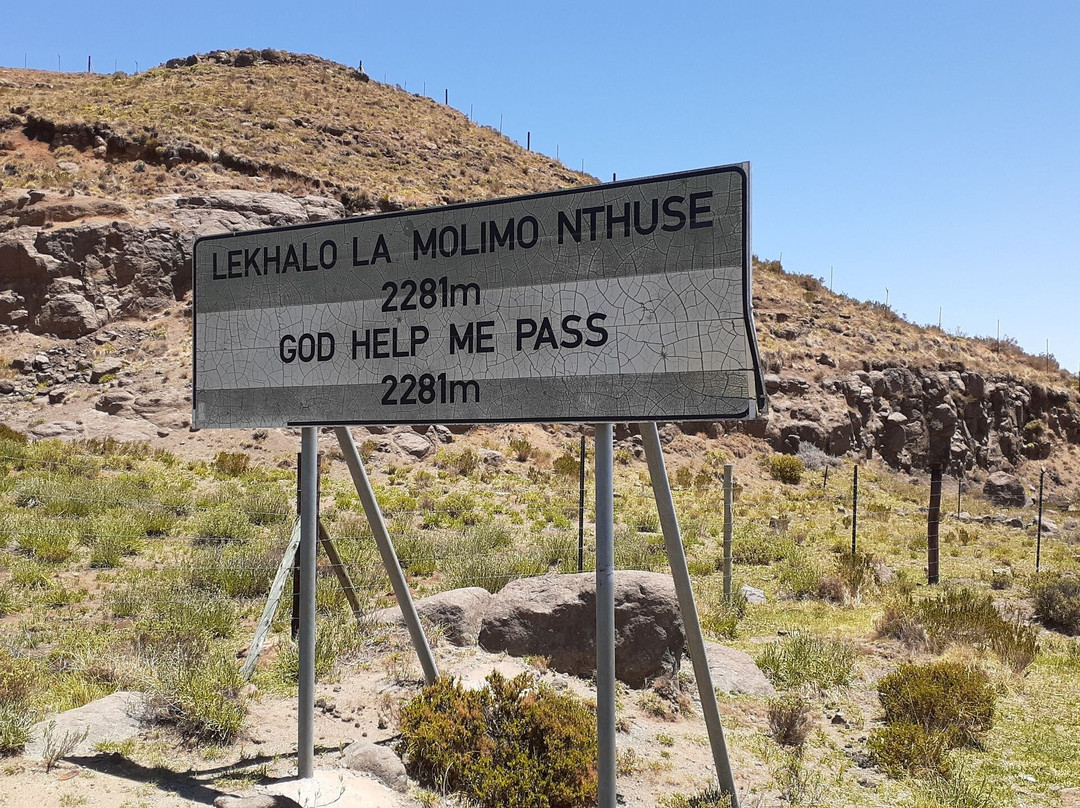 LEKHALO LA MOLIMO NTHUSE
2281m
GOD HELP ME PASS
2281m